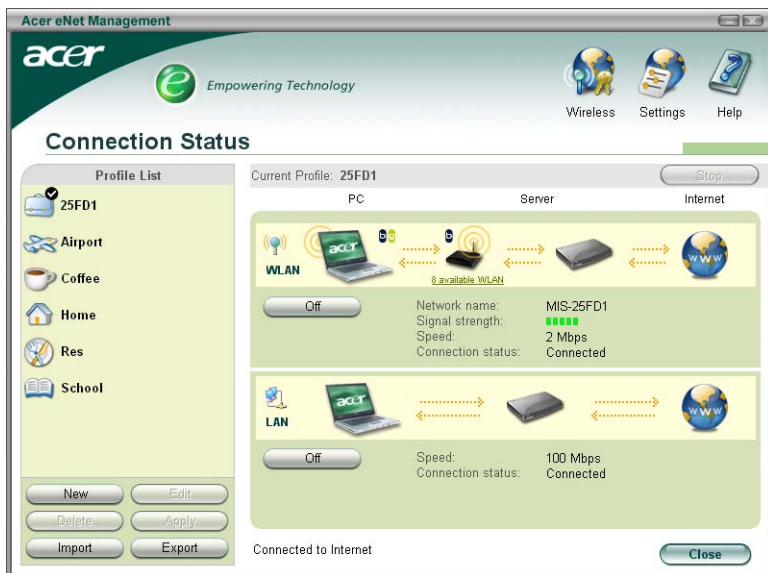 Acer eNet Management
acer
e
Empowering Technology
Wireless
Settings
Help
Connection Status
Profile List
25FD1
Airport
Coffee
Home
Res
School
New
Edit
Delete
Apply
Import
Export
Current Profile: 25FD1
Stop
PC
Server
Internet
WLAN
acer
b g
b
8 available WLAN
www
Off
Network name: MIS-25FD1
Signal strength:
Speed: 2 Mbps
Connection status: Connected
LAN
acer
www
Off
Speed: 100 Mbps
Connection status: Connected
Connected to Internet
Close